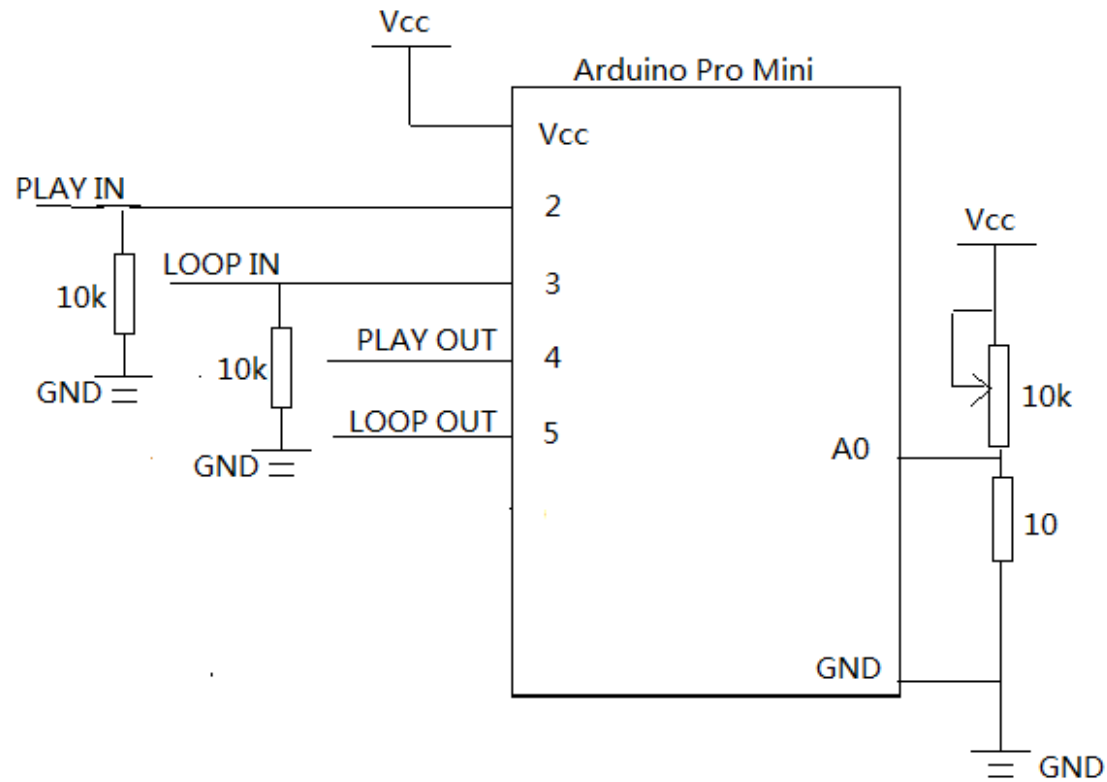 Vcc
Arduino Pro Mini
Vcc
PLAY IN
2
Vcc
LOOP IN
3
10k
PLAY OUT
4
10k
GND
10k
LOOP OUT
5
A0
GND
10
GND
GND